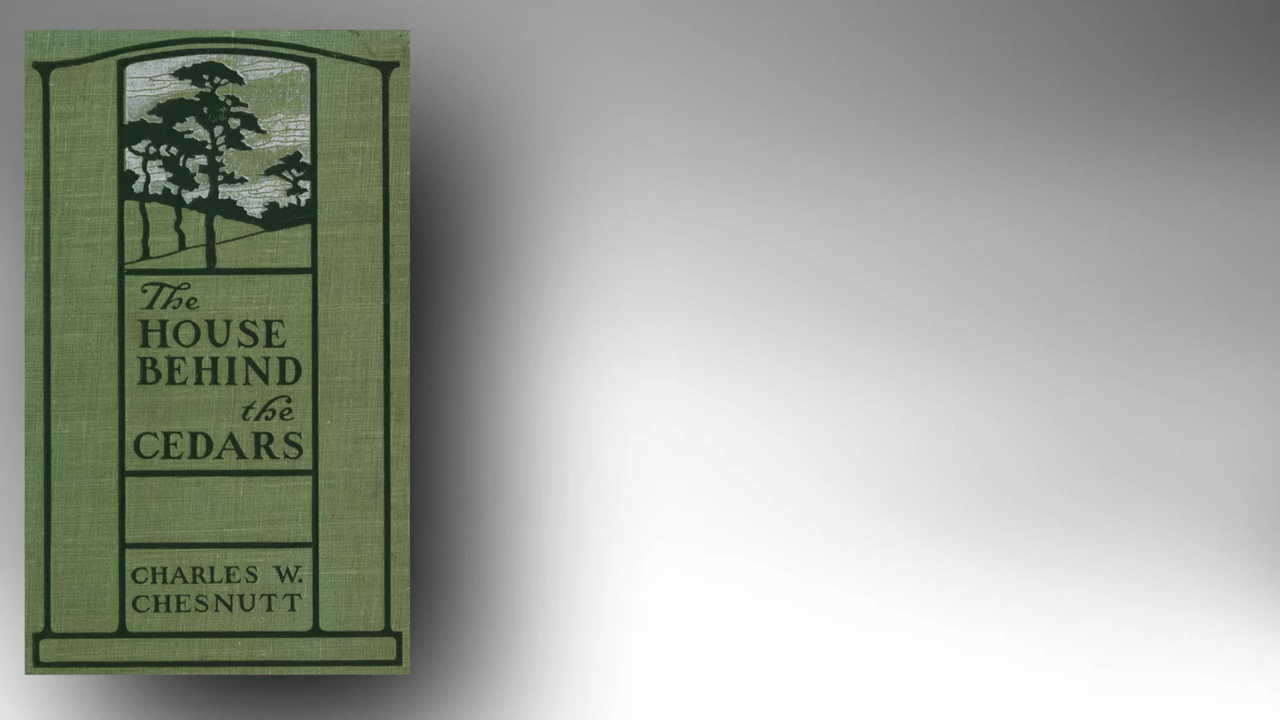 The
HOUSE
BEHIND
the
CEDARS
CHARLES W.
CHESNUTT